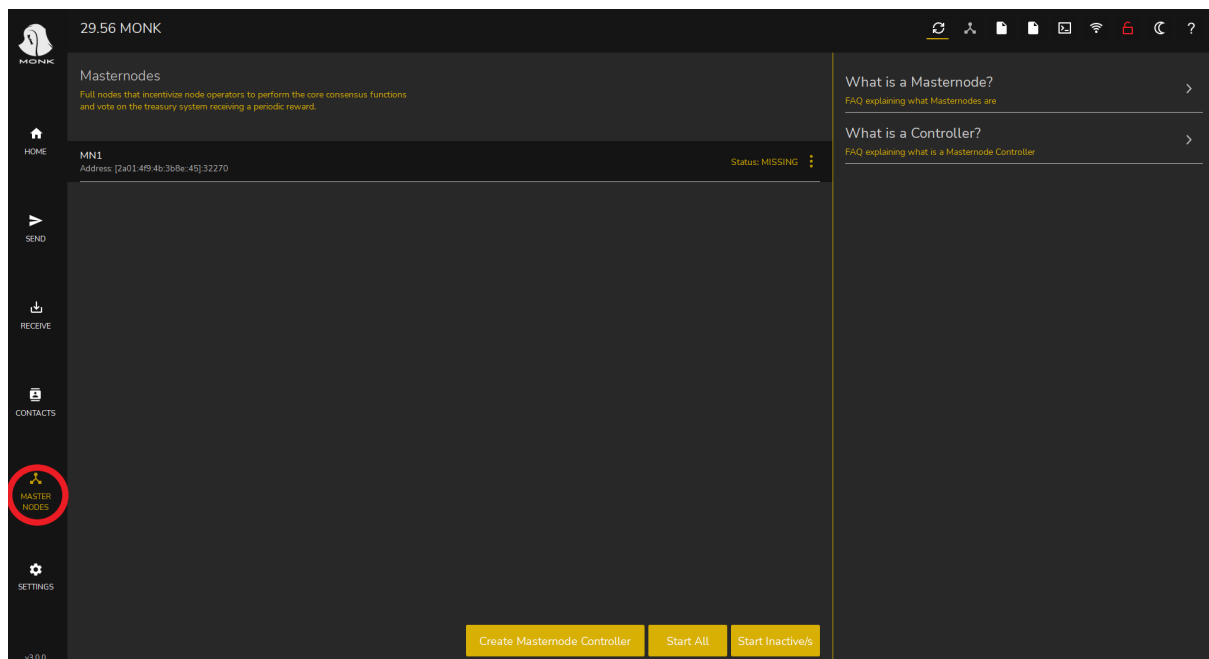 29.56 MONK
?
MONK
HOME
SEND
RECEIVE
CONTACTS
MASTER
NODES
SETTINGS
v3.0.0
Masternodes
Full nodes that incentivize node operators to perform the core consensus functions
and vote on the treasury system receiving a periodic reward.
MN1
Address: [2a01:4f9:4b:3b8e::45]:32270
Status: MISSING
Create Masternode Controller
Start All
Start Inactive/s
What is a Masternode?
FAQ explaining what Masternodes are
What is a Controller?
FAQ explaining what is a Masternode Controller